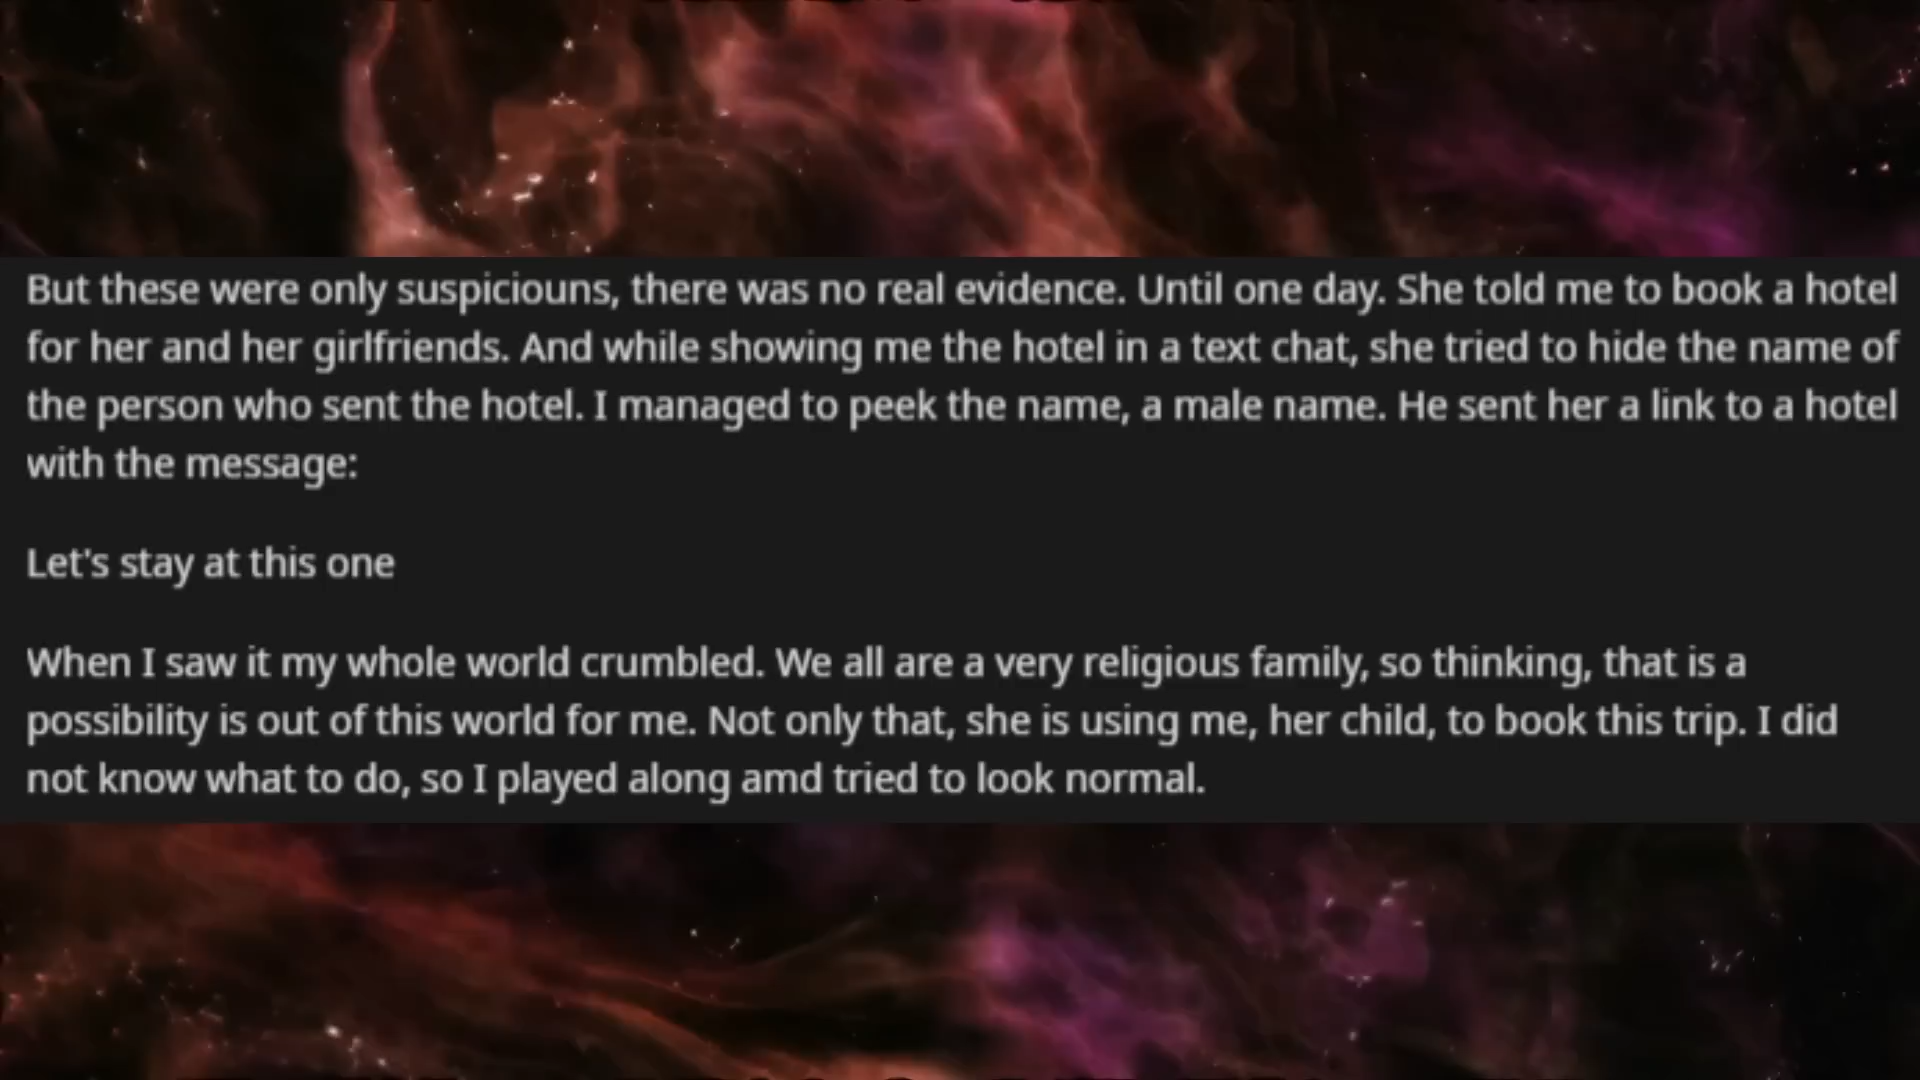 But these were only suspiciouns, there was no real evidence. Until one day. She told me to book a hotel
for her and her girlfriends. And while showing me the hotel in a text chat, she tried to hide the name of
the person who sent the hotel. I managed to peek the name, a male name. He sent her a link to a hotel
with the message:
Let's stay at this one
When I saw it my whole world crumbled. We all are a very religious family, so thinking, that is a
possibility is out of this world for me. Not only that, she is using me, her child, to book this trip. I did
not know what to do, so I played along amd tried to look normal.